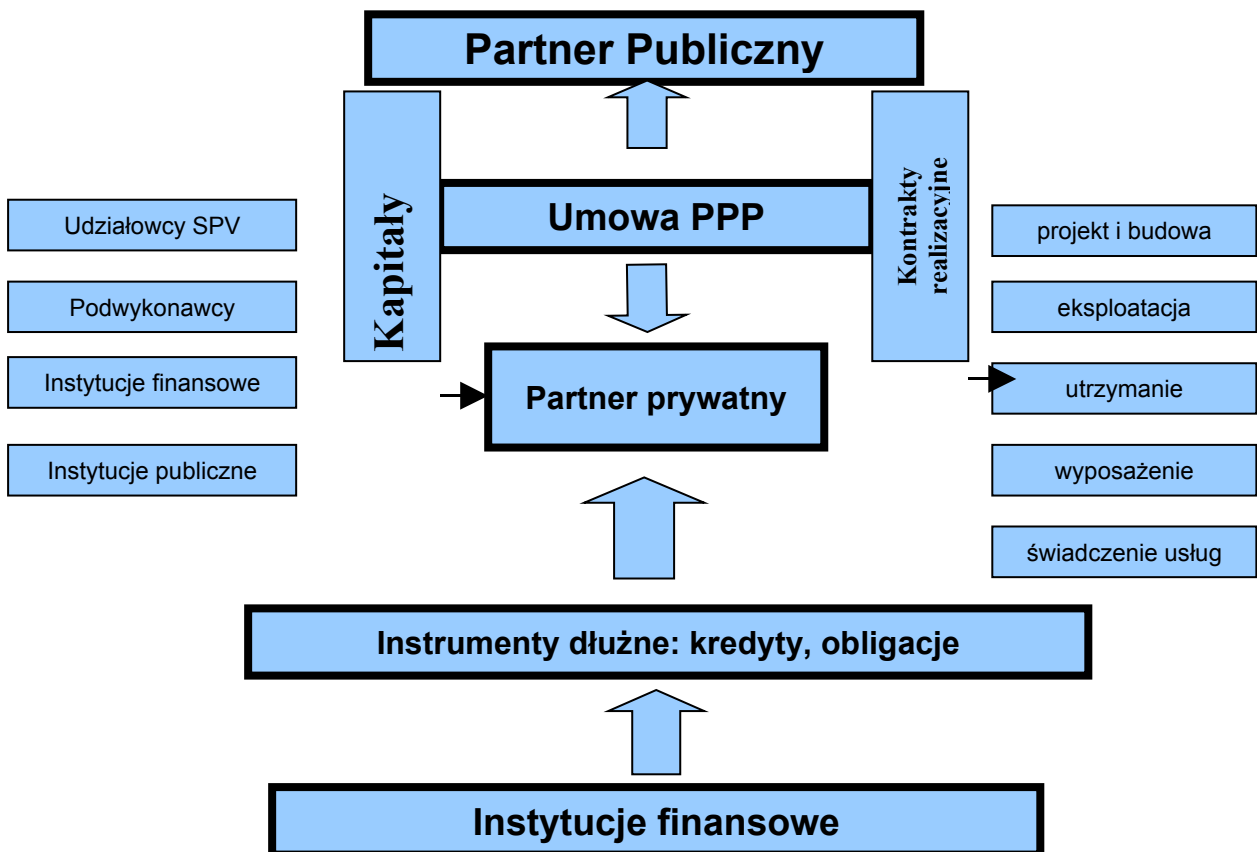 Partner Publiczny
Kapitały
Kontrakty
realizacyjne
Umowa PPP
Udziałowcy SPV
Podwykonawcy
Instytucje finansowe
Instytucje publiczne
projekt i budowa
eksploatacja
utrzymanie
wyposażenie
świadczenie usług
Partner prywatny
Instrumenty dłużne: kredyty, obligacje
Instytucje finansowe